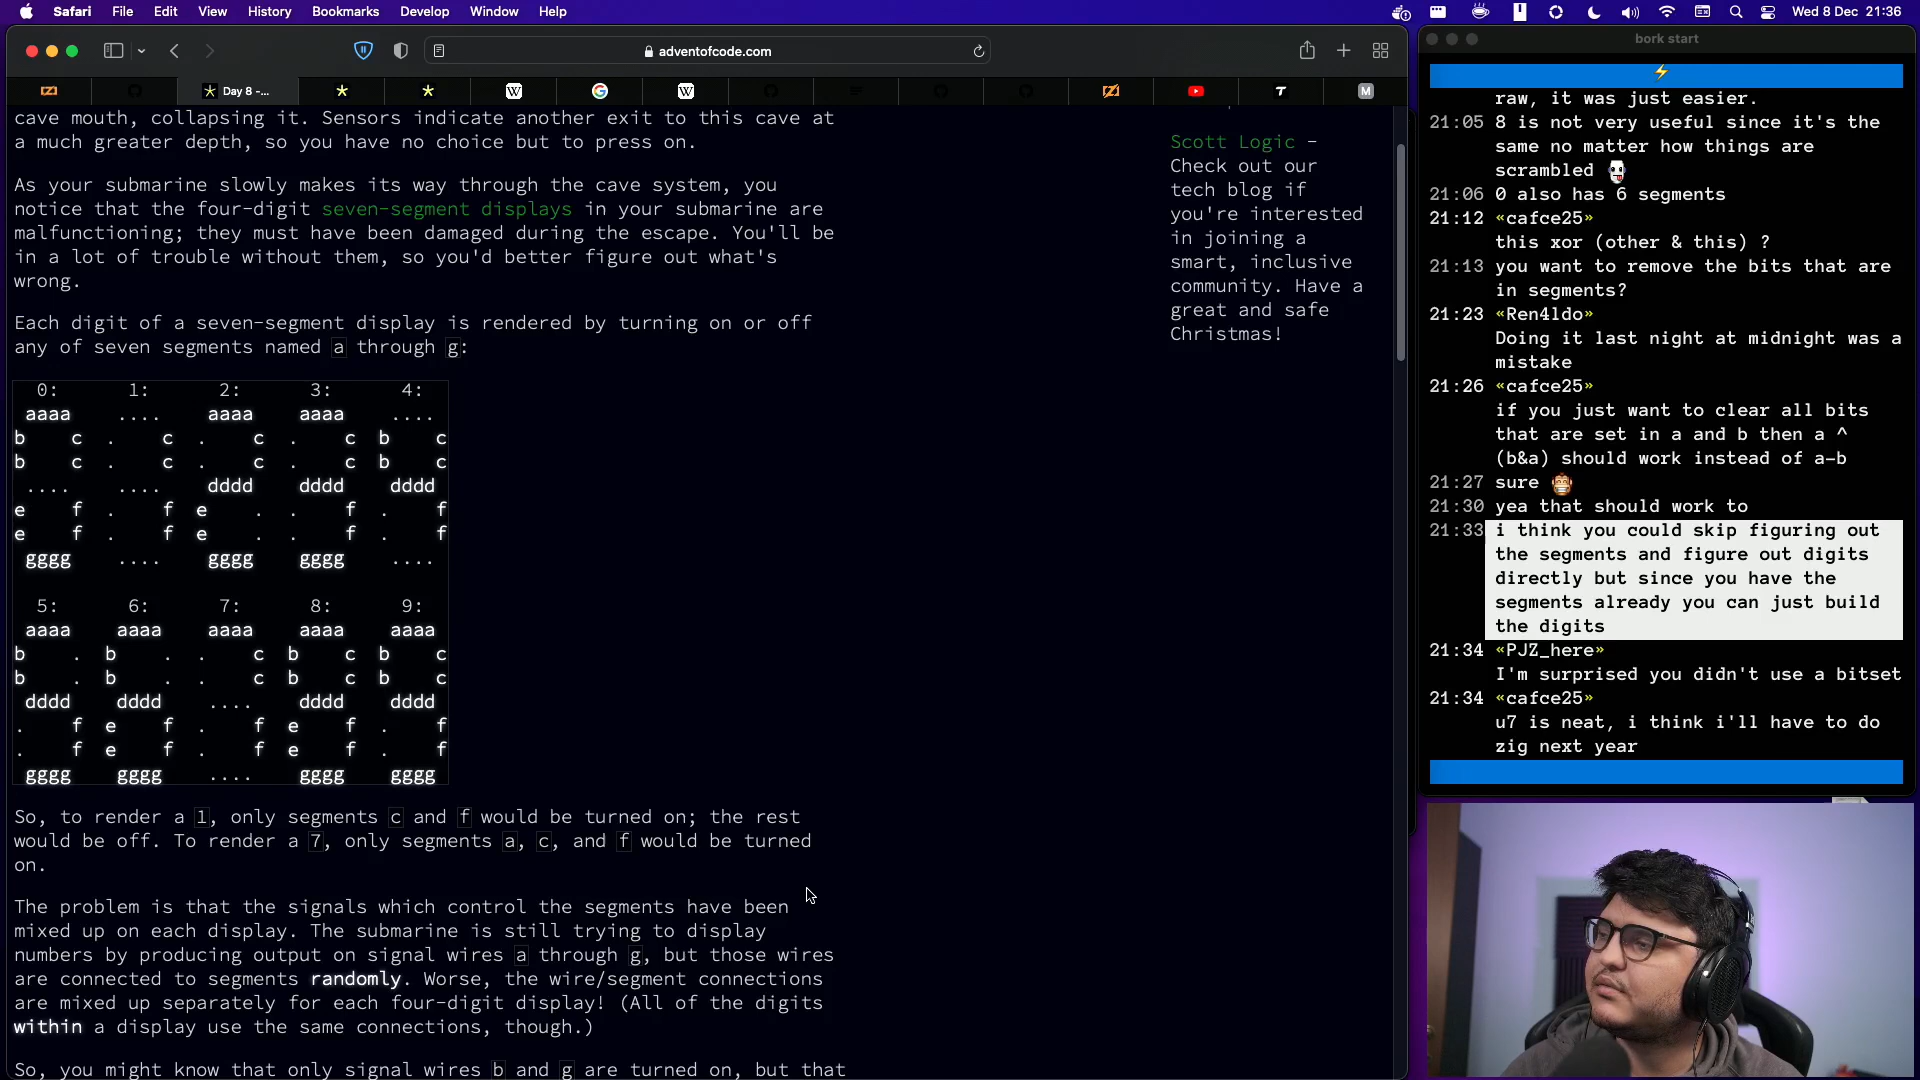 Safari File Edit View History Bookmarks Develop Window Help
Wed 8 Dec 21:36
adventofcode.com
Day 8 -...
cave mouth, collapsing it. Sensors indicate another exit to this cave at
a much greater depth, so you have no choice but to press on.
As your submarine slowly makes its way through the cave system, you
notice that the four-digit seven-segment displays in your submarine are
malfunctioning; they must have been damaged during the escape. You'll be
in a lot of trouble without them, so you'd better figure out what's
wrong.
Each digit of a seven-segment display is rendered by turning on or off
any of seven segments named a through g:
0: 1: 2: 3: 4:
aaaa .... aaaa aaaa ....
b c . c . c . c b c
b c . c . c . c b c
.... .... dddd dddd dddd
e f . f e . . f . f
e f . f e . . f . f
gggg .... gggg gggg ....
5: 6: 7: 8: 9:
aaaa aaaa aaaa aaaa aaaa
b . b . . c b c b c
b . b . . c b c b c
dddd dddd .... dddd dddd
. f e f . f e f . f
. f e f . f e f . f
gggg gggg .... gggg gggg
So, to render a 1, only segments c and f would be turned on; the rest
would be off. To render a 7, only segments a, c, and f would be turned
on.
The problem is that the signals which control the segments have been
mixed up on each display. The submarine is still trying to display
numbers by producing output on signal wires a through g, but those wires
are connected to segments randomly. Worse, the wire/segment connections
are mixed up separately for each four-digit display! (All of the digits
within a display use the same connections, though.)
So, you might know that only signal wires b and g are turned on, but that
Scott Logic -
Check out our
tech blog if
you're interested
in joining a
smart, inclusive
community. Have a
great and safe
Christmas!
bork start
raw, it was just easier.
21:05 8 is not very useful since it's the
same no matter how things are
scrambled
21:06 0 also has 6 segments
21:12 «cafce25»
this xor (other & this) ?
21:13 you want to remove the bits that are
in segments?
21:23 «Ren4ldo»
Doing it last night at midnight was a
mistake
21:26 «cafce25»
if you just want to clear all bits
that are set in a and b then a ^
(b&a) should work instead of a-b
21:27 sure
21:30 yea that should work to
21:33 i think you could skip figuring out
the segments and figure out digits
directly but since you have the
segments already you can just build
the digits
21:34 «PJZ_here»
I'm surprised you didn't use a bitset
21:34 «cafce25»
u7 is neat, i think i'll have to do
zig next year